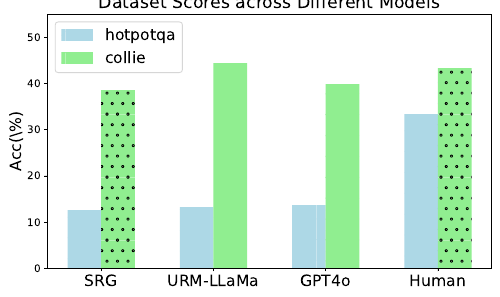 Dataset Scores across Different Models
hotpotqa
collie
Acc(\%)
50
40
30
20
10
0
SRG
URM-LLaMa
GPT4o
Human